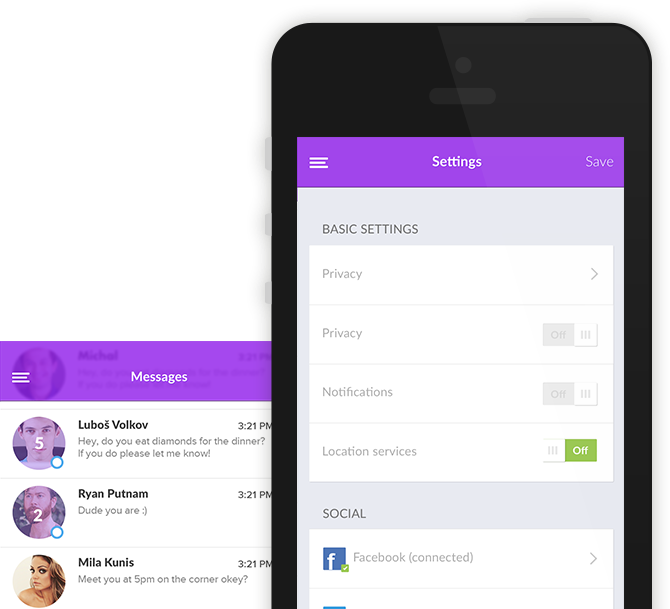 Settings
Save
BASIC SETTINGS
Privacy
Privacy
Off
Notifications
Off
Location services
Off
SOCIAL
f
Facebook (connected)
Michal
3:21 PM
Messages
Luboš Volkov
3:21 PM
5
Hey, do you eat diamonds for the dinner?
If you do please let me know!
Ryan Putnam
3:21 PM
2
Dude you are :)
Mila Kunis
3:21 PM
Meet you at 5pm on the corner okey?